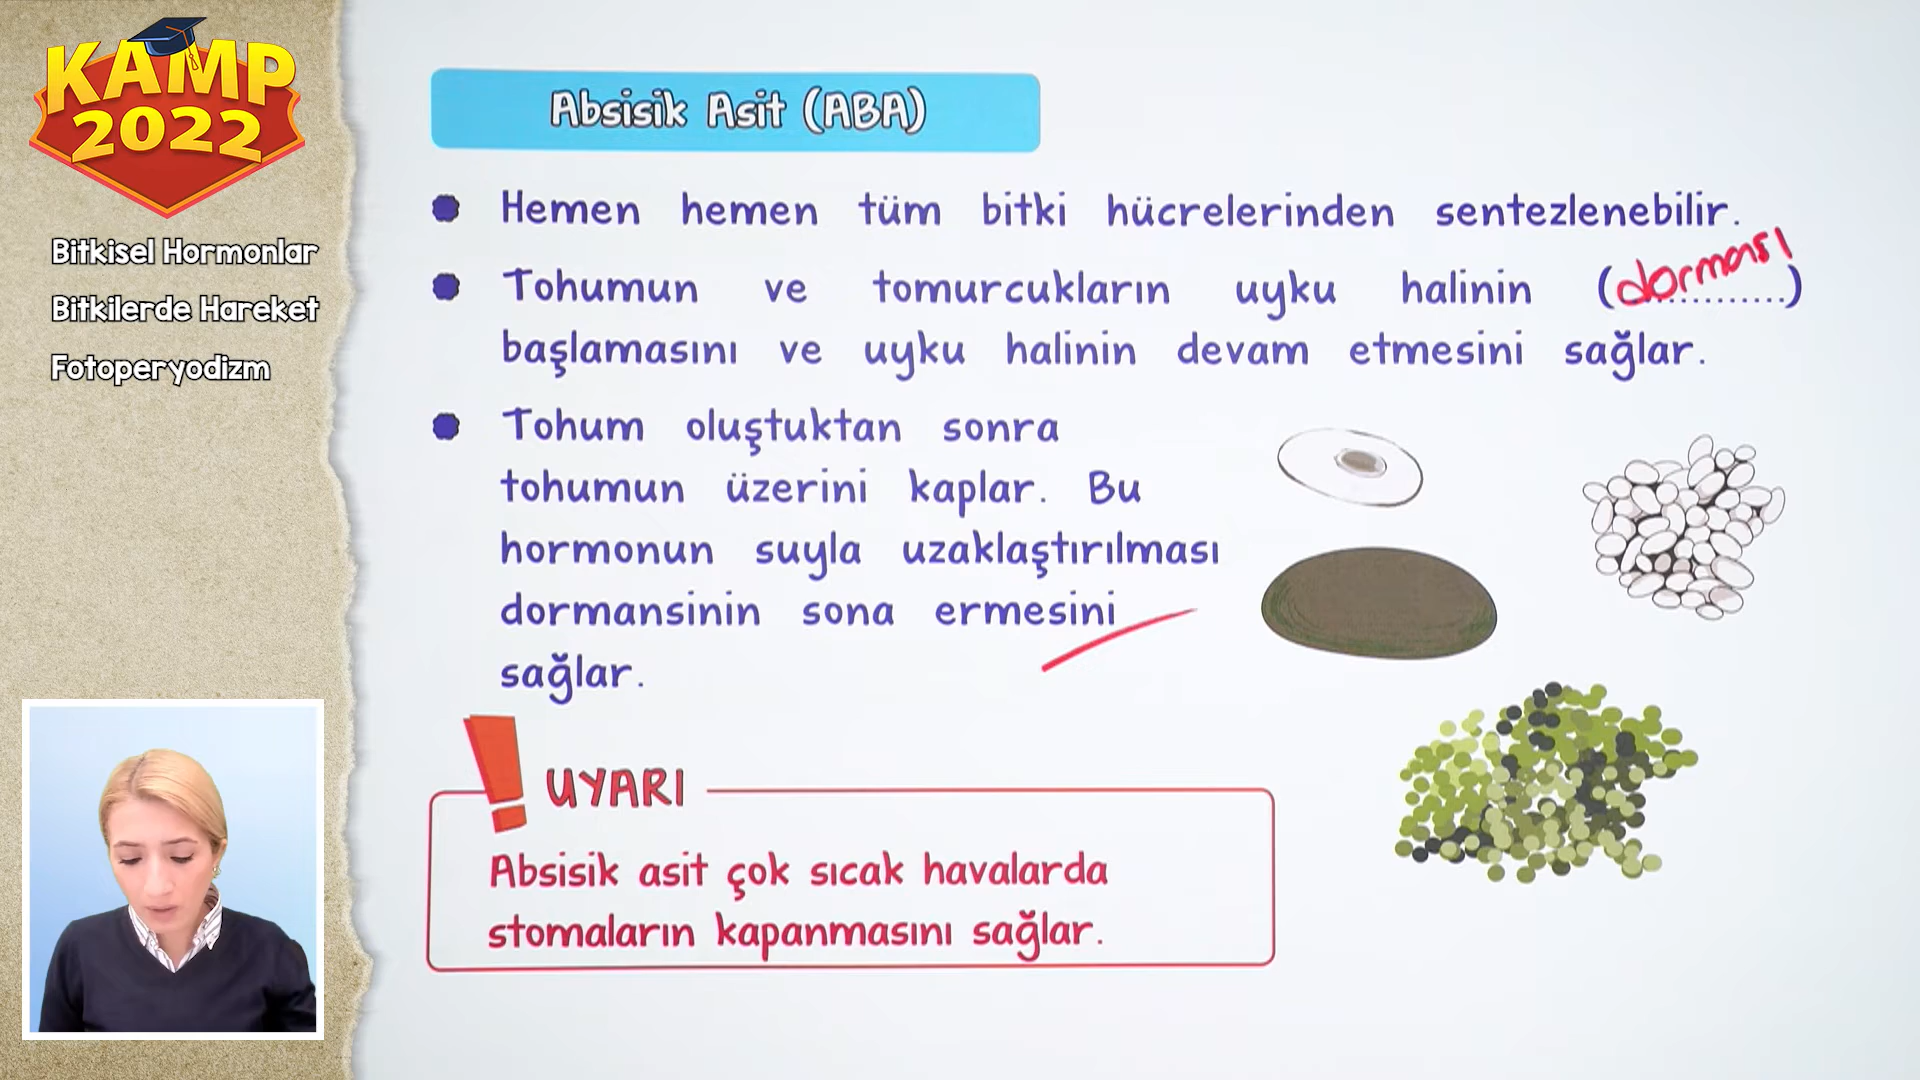 KAMP
2022
Bitkisel Hormonlar
Bitkilerde Hareket
Fotoperyodizm
Absisik Asit (ABA)
Hemen hemen tüm bitki hücrelerinden sentezlenebilir.
Tohumun ve tomurcukların uyku halinin (dormansi............)
başlamasını ve uyku halinin devam etmesini sağlar.
Tohum oluştuktan sonra
tohumun üzerini kaplar. Bu
hormonun suyla uzaklaştırılması
dormansinin sona ermesini
sağlar.
! UYARI
Absisik asit çok sıcak havalarda
stomaların kapanmasını sağlar.